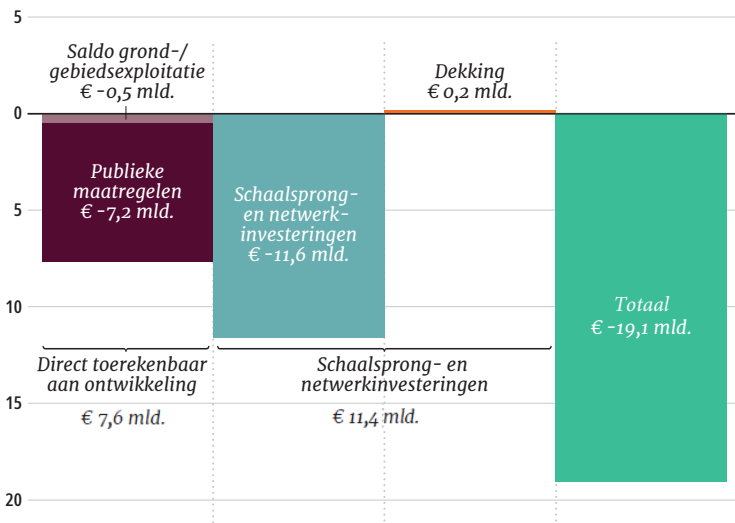 5
Saldo grond-/
gebiedsexploitatie
€ -0,5 mld.
Dekking
€ 0,2 mld.
0
Publieke
maatregelen
€ -7,2 mld.
Schaalsprong-
en netwerk-
investeringen
€ -11,6 mld.
5
10
Totaal
€ -19,1 mld.
Direct toerekenbaar
aan ontwikkeling
€ 7,6 mld.
Schaalsprong- en
netwerkinvesteringen
€ 11,4 mld.
15
20